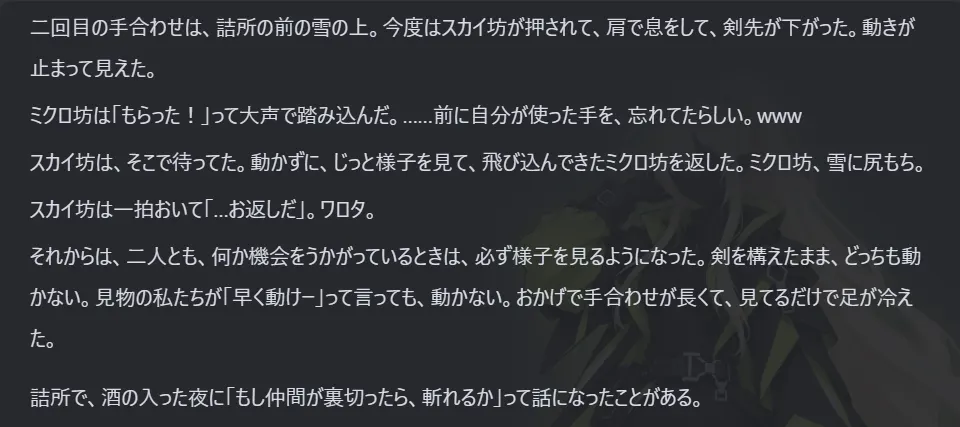 二回目の手合わせは、詰所の前の雪の上。今度はスカイ坊が押されて、肩で息をして、剣先が下がった。動きが
止まって見えた。
ミクロ坊は「もらった！」って大声で踏み込んだ。……前に自分が使った手を、忘れてたらしい。www
スカイ坊は、そこで待ってた。動かずに、じっと様子を見て、飛び込んできたミクロ坊を返した。ミクロ坊、雪に尻もち。
スカイ坊は一拍おいて「…お返しだ」。ワロタ。
それからは、二人とも、何か機会をうかがっているときは、必ず様子を見るようになった。剣を構えたまま、どっちも動
かない。見物の私たちが「早く動けー」って言っても、動かない。おかげで手合わせが長くて、見てるだけで足が冷え
た。
詰所で、酒の入った夜に「もし仲間が裏切ったら、斬れるか」って話になったことがある。